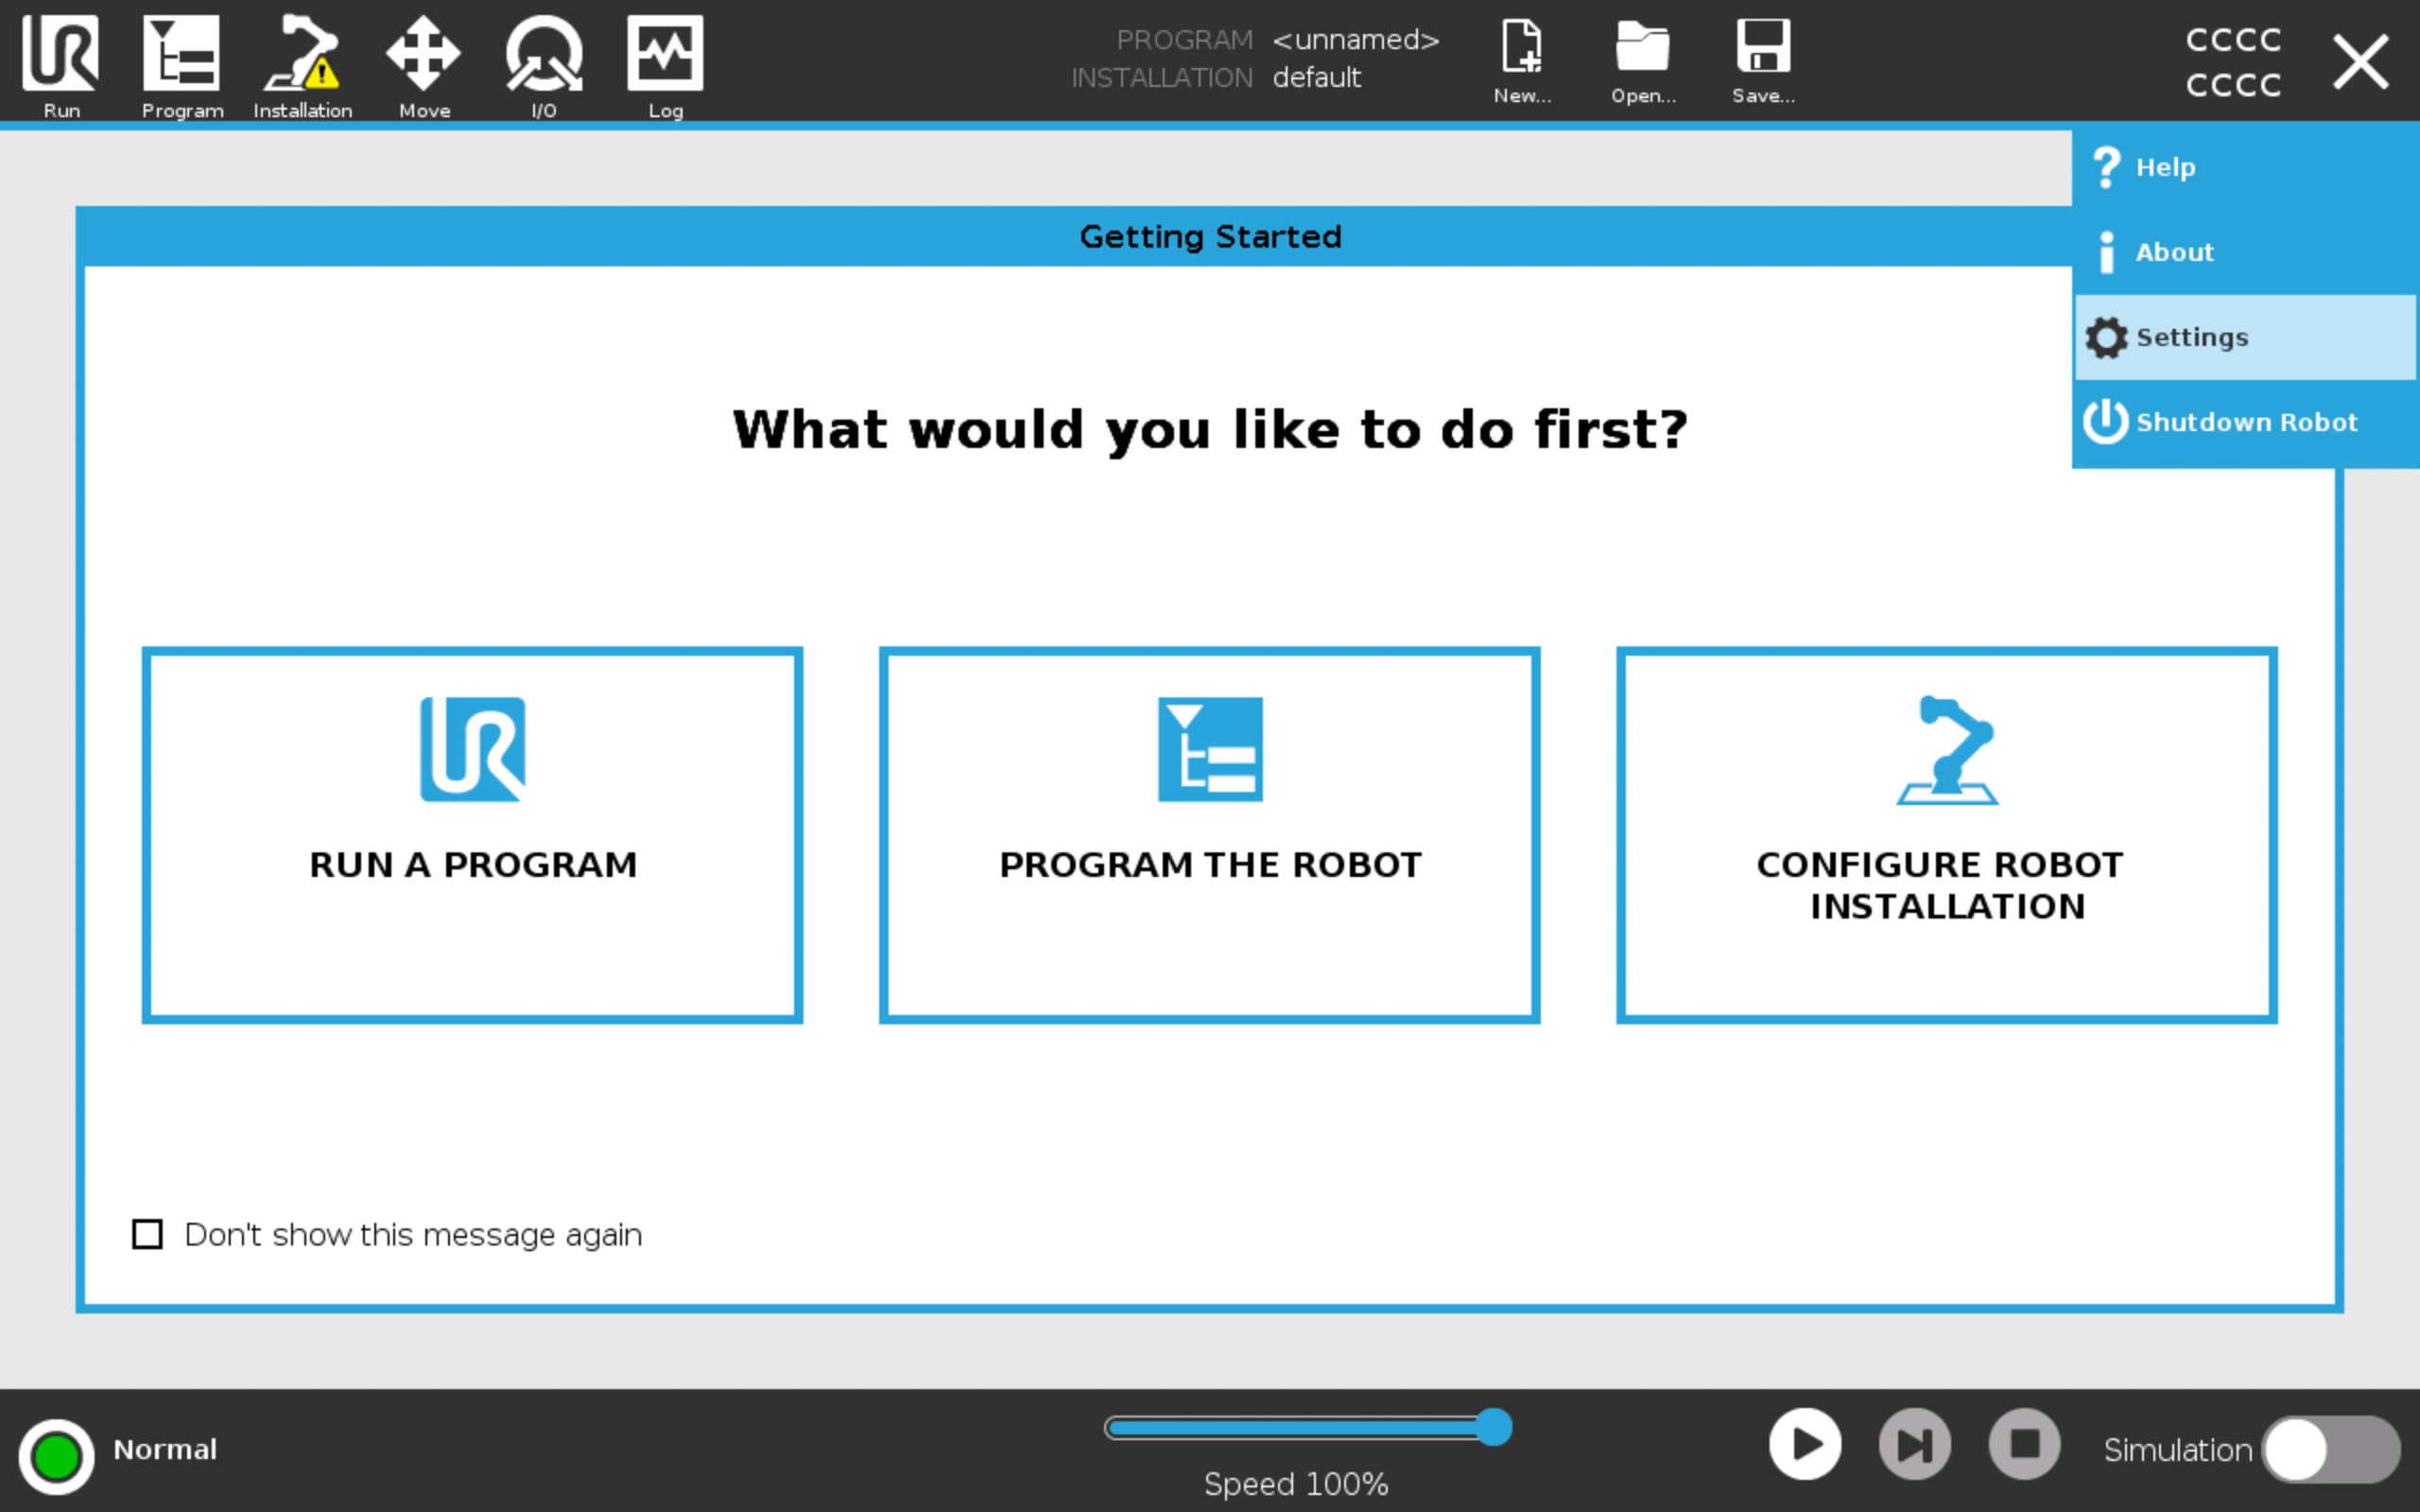 Run
Program
Installation
Move
I/O
Log
PROGRAM <unnamed>
INSTALLATION default
New...
Open...
Save...
CCCC
CCCC
Help
About
Settings
Shutdown Robot
Getting Started
What would you like to do first?
RUN A PROGRAM
PROGRAM THE ROBOT
CONFIGURE ROBOT
INSTALLATION
Don't show this message again
Normal
Speed 100%
Simulation